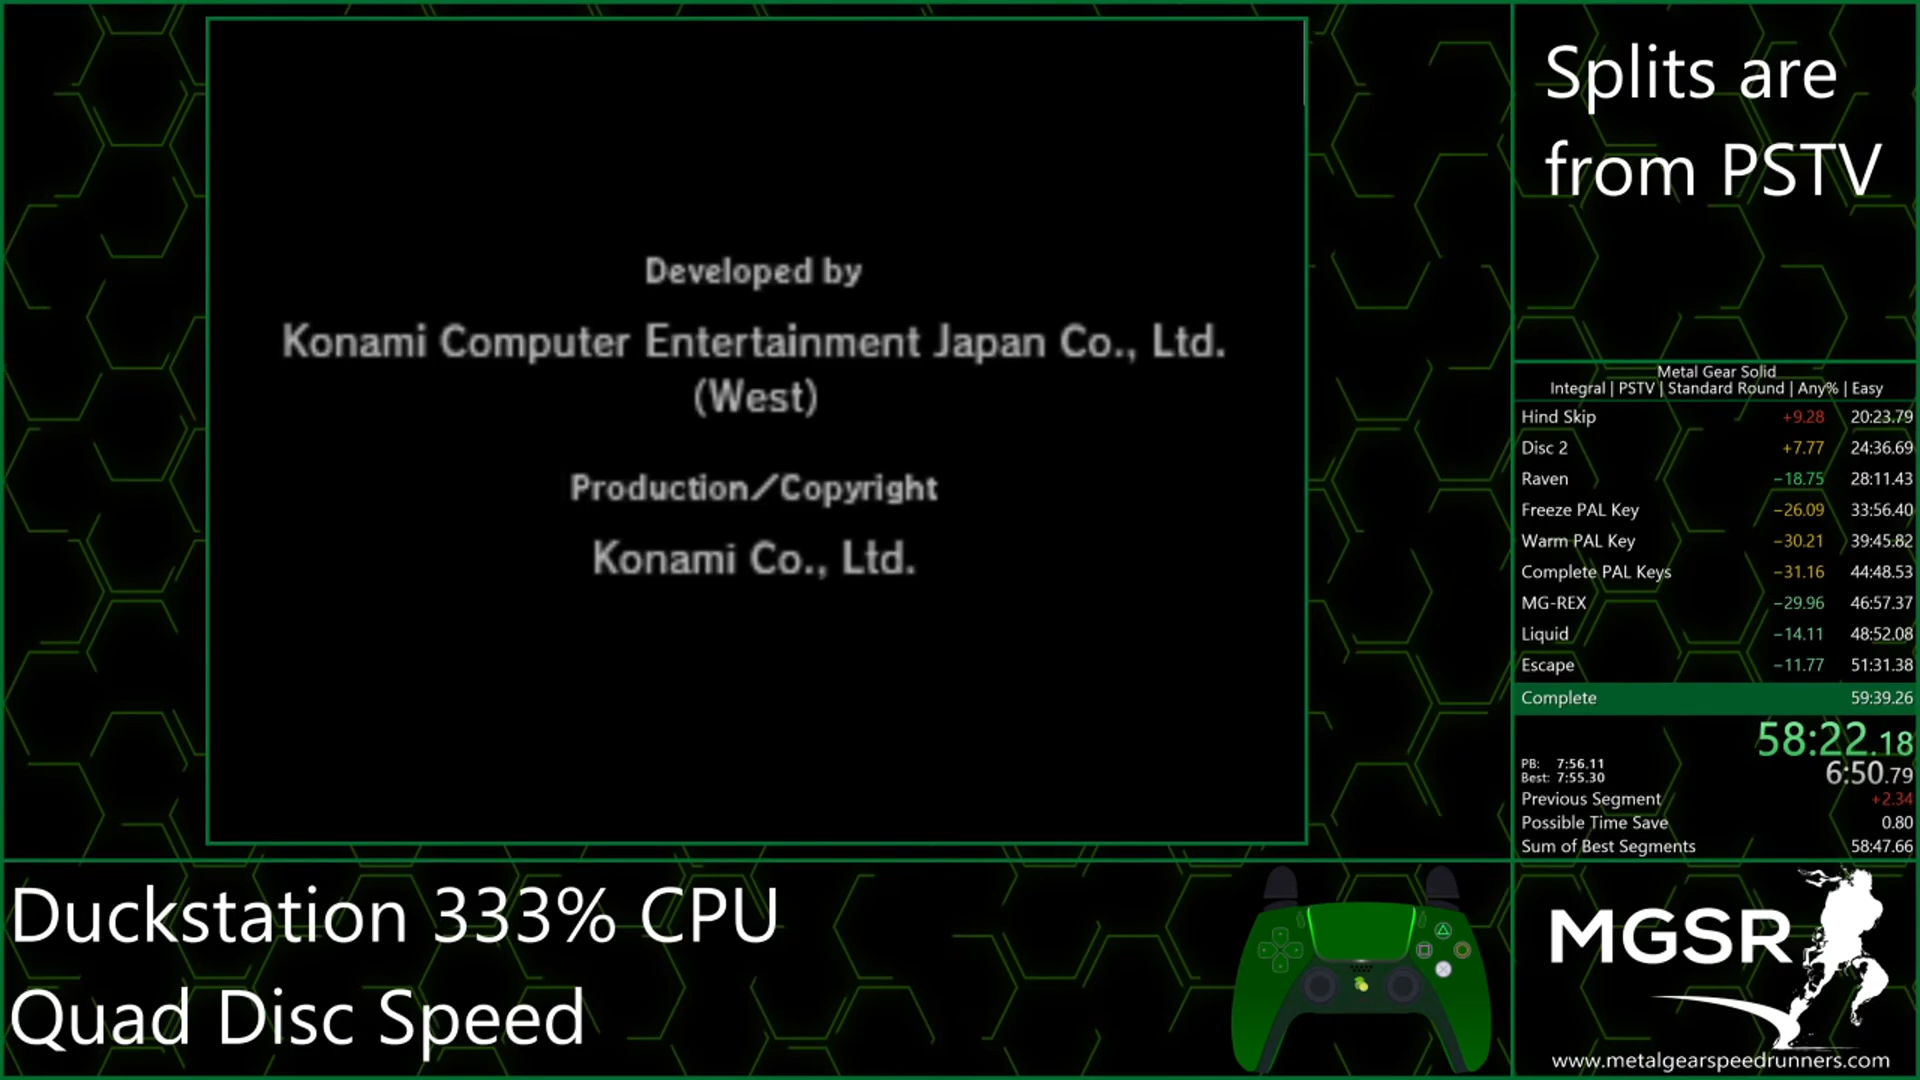 Developed by
Konami Computer Entertainment Japan Co., Ltd.
(West)
Production/Copyright
Konami Co., Ltd.
Splits are
from PSTV
Metal Gear Solid
Integral | PSTV | Standard Round | Any% | Easy
Hind Skip +9.28 20:23.79
Disc 2 +7.77 24:36.69
Raven −18.75 28:11.43
Freeze PAL Key −26.09 33:56.40
Warm PAL Key −30.21 39:45.82
Complete PAL Keys −31.16 44:48.53
MG-REX −29.96 46:57.37
Liquid −14.11 48:52.08
Escape −11.77 51:31.38
Complete 59:39.26
58:22.18
PB: 7:56.11
Best: 7:55.30
6:50.79
Previous Segment +2.34
Possible Time Save 0.80
Sum of Best Segments 58:47.66
Duckstation 333% CPU
Quad Disc Speed
MGSR
www.metalgearspeedrunners.com